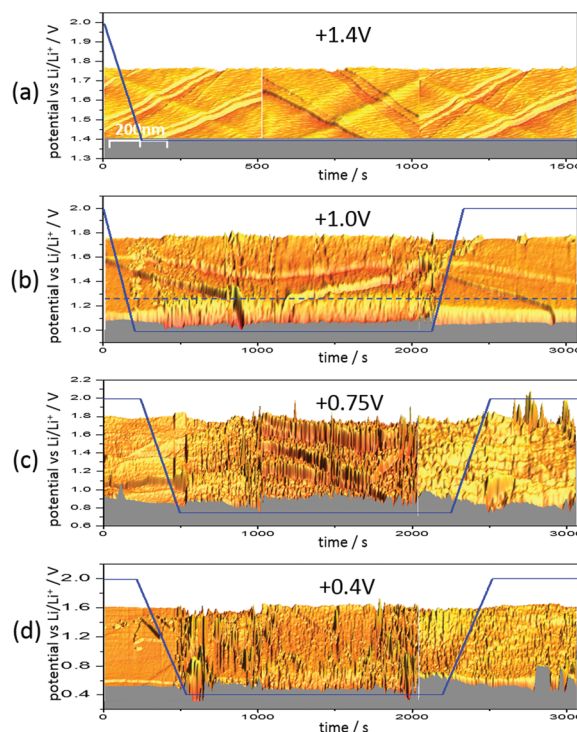 (a)
potential vs Li/Li⁺ / V
2.0
1.9
1.8
1.7
1.6
1.5
1.4
1.3
+1.4V
200nm
0 500 1000 1500
time / s
(b)
potential vs Li/Li⁺ / V
2.0
1.8
1.6
1.4
1.2
1.0
+1.0V
0 1000 2000 3000
time / s
(c)
potential vs Li/Li⁺ / V
2.2
2.0
1.8
1.6
1.4
1.2
1.0
0.8
0.6
+0.75V
0 1000 2000 3000
time / s
(d)
potential vs Li/Li⁺ / V
2.0
1.6
1.2
0.8
0.4
+0.4V
0 1000 2000 3000
time / s